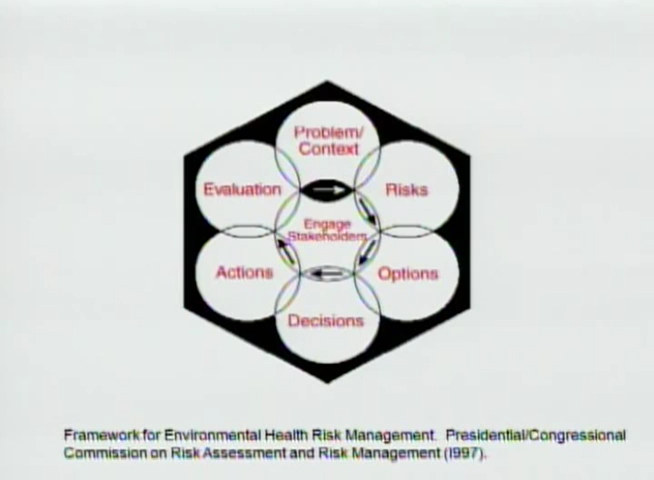 Problem/
Context
Evaluation
Risks
Engage
Stakeholders
Actions
Options
Decisions
Framework for Environmental Health Risk Management. Presidential/Congressional
Commission on Risk Assessment and Risk Management (1997).